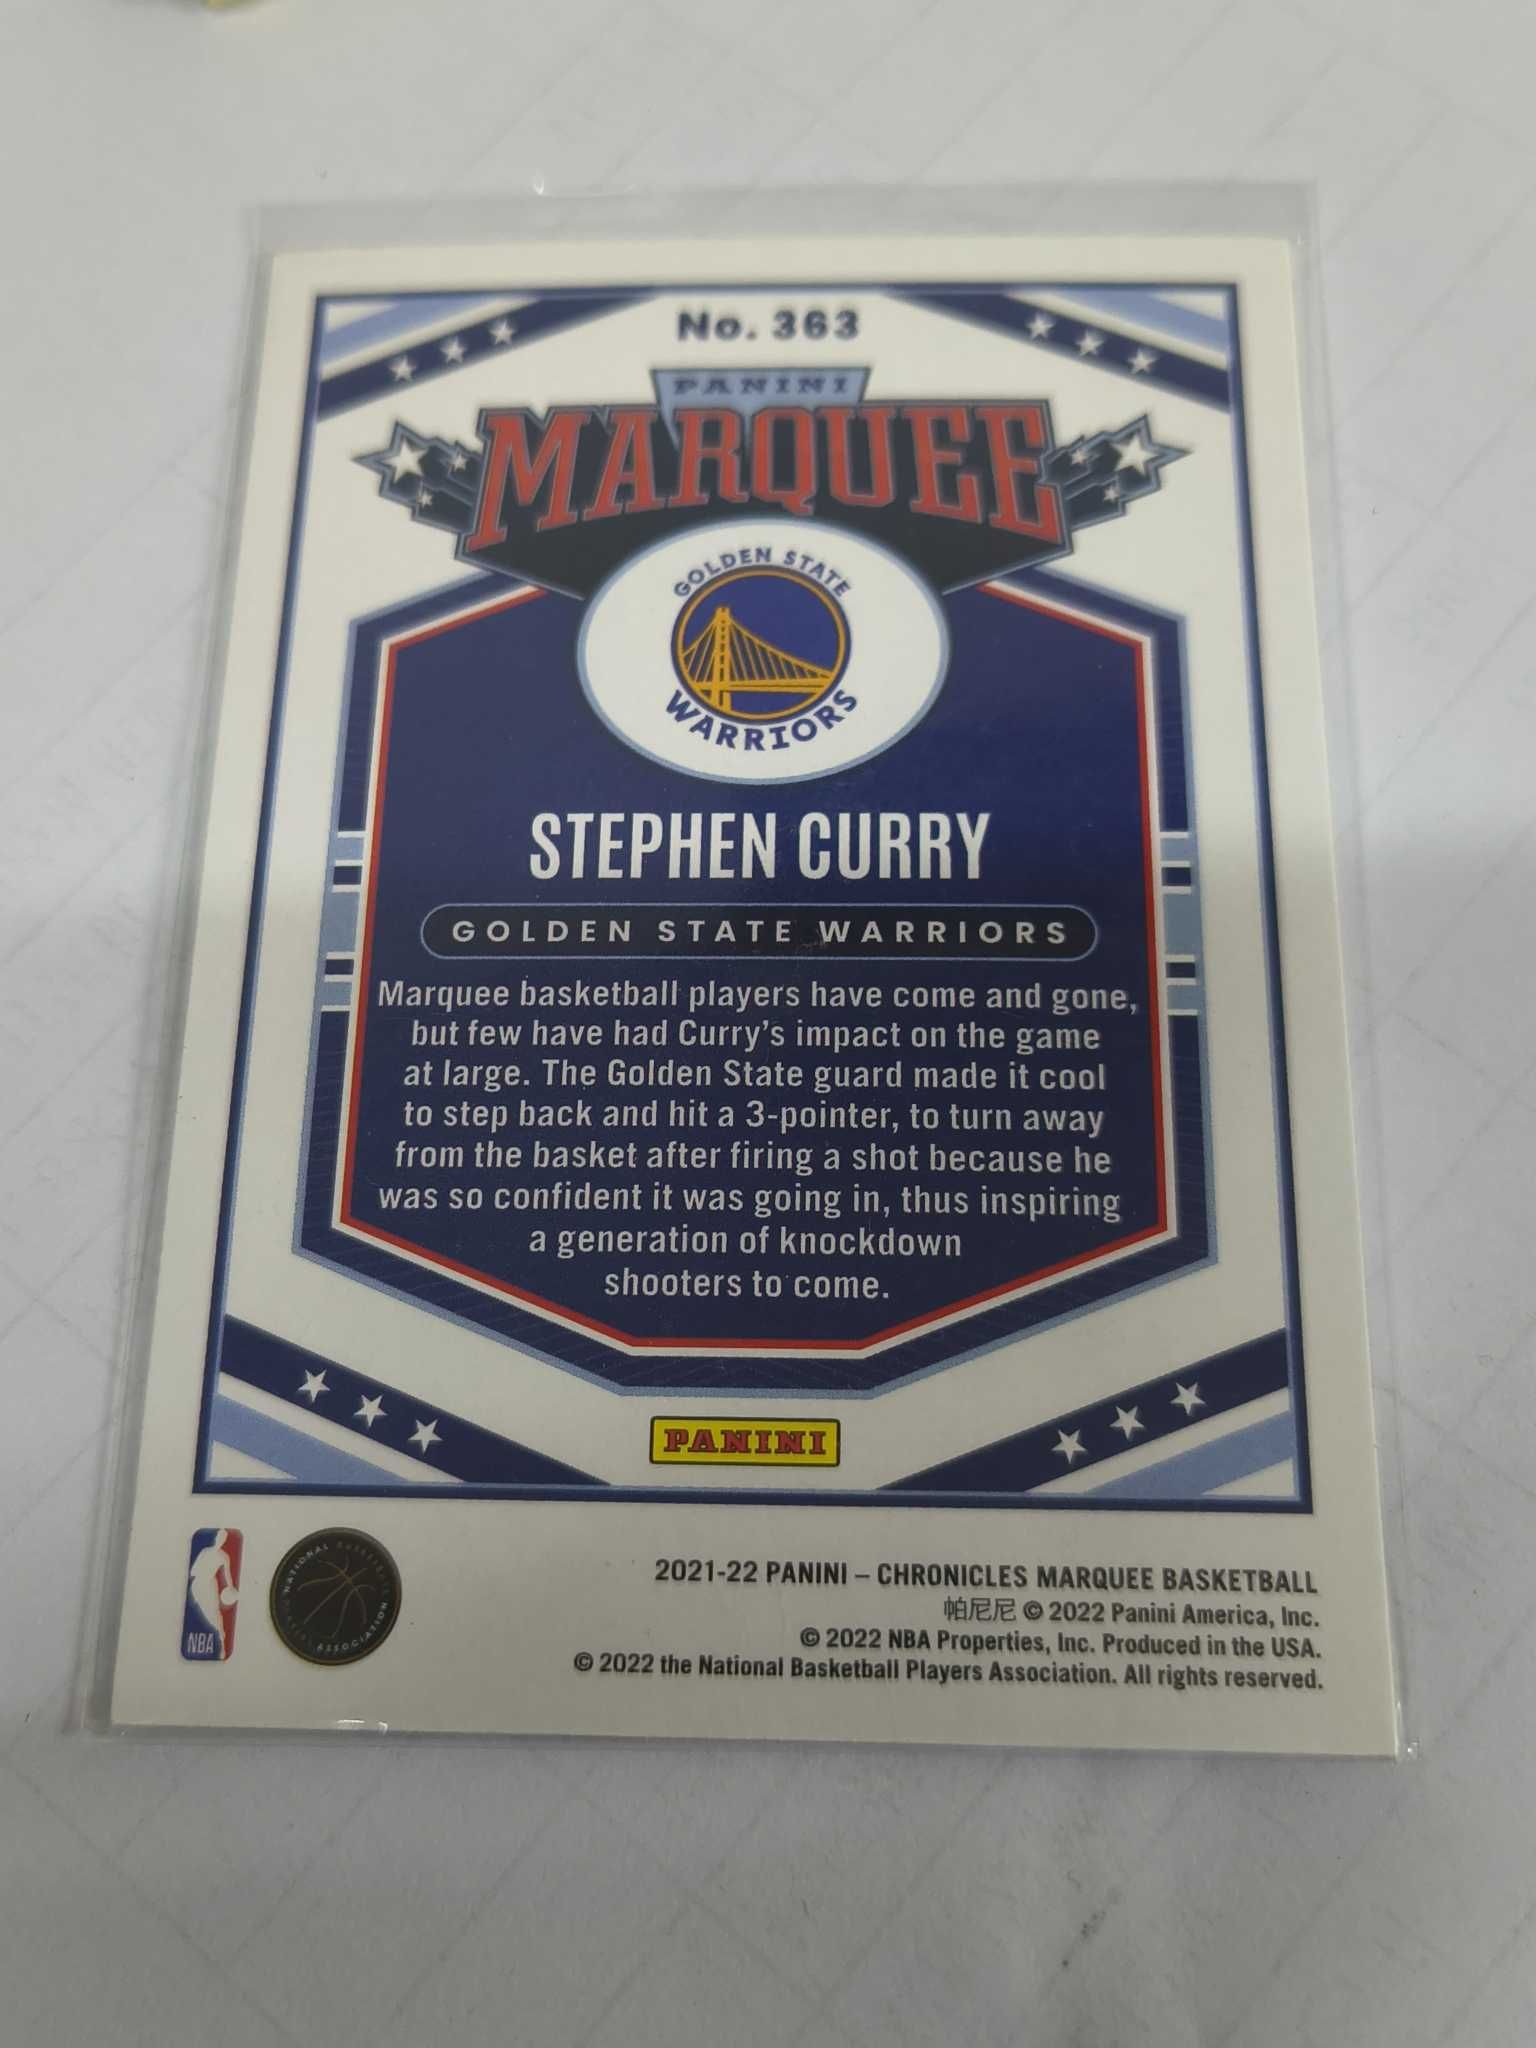 No. 363
PANINI
MARQUEE
GOLDEN STATE
WARRIORS
STEPHEN CURRY
GOLDEN STATE WARRIORS
Marquee basketball players have come and gone,
but few have had Curry's impact on the game
at large. The Golden State guard made it cool
to step back and hit a 3-pointer, to turn away
from the basket after firing a shot because he
was so confident it was going in, thus inspiring
a generation of knockdown
shooters to come.
PANINI
NBA
NATIONAL BASKETBALL
PLAYERS ASSOCIATION
2021-22 PANINI – CHRONICLES MARQUEE BASKETBALL
帕尼尼 © 2022 Panini America, Inc.
© 2022 NBA Properties, Inc. Produced in the USA.
© 2022 the National Basketball Players Association. All rights reserved.